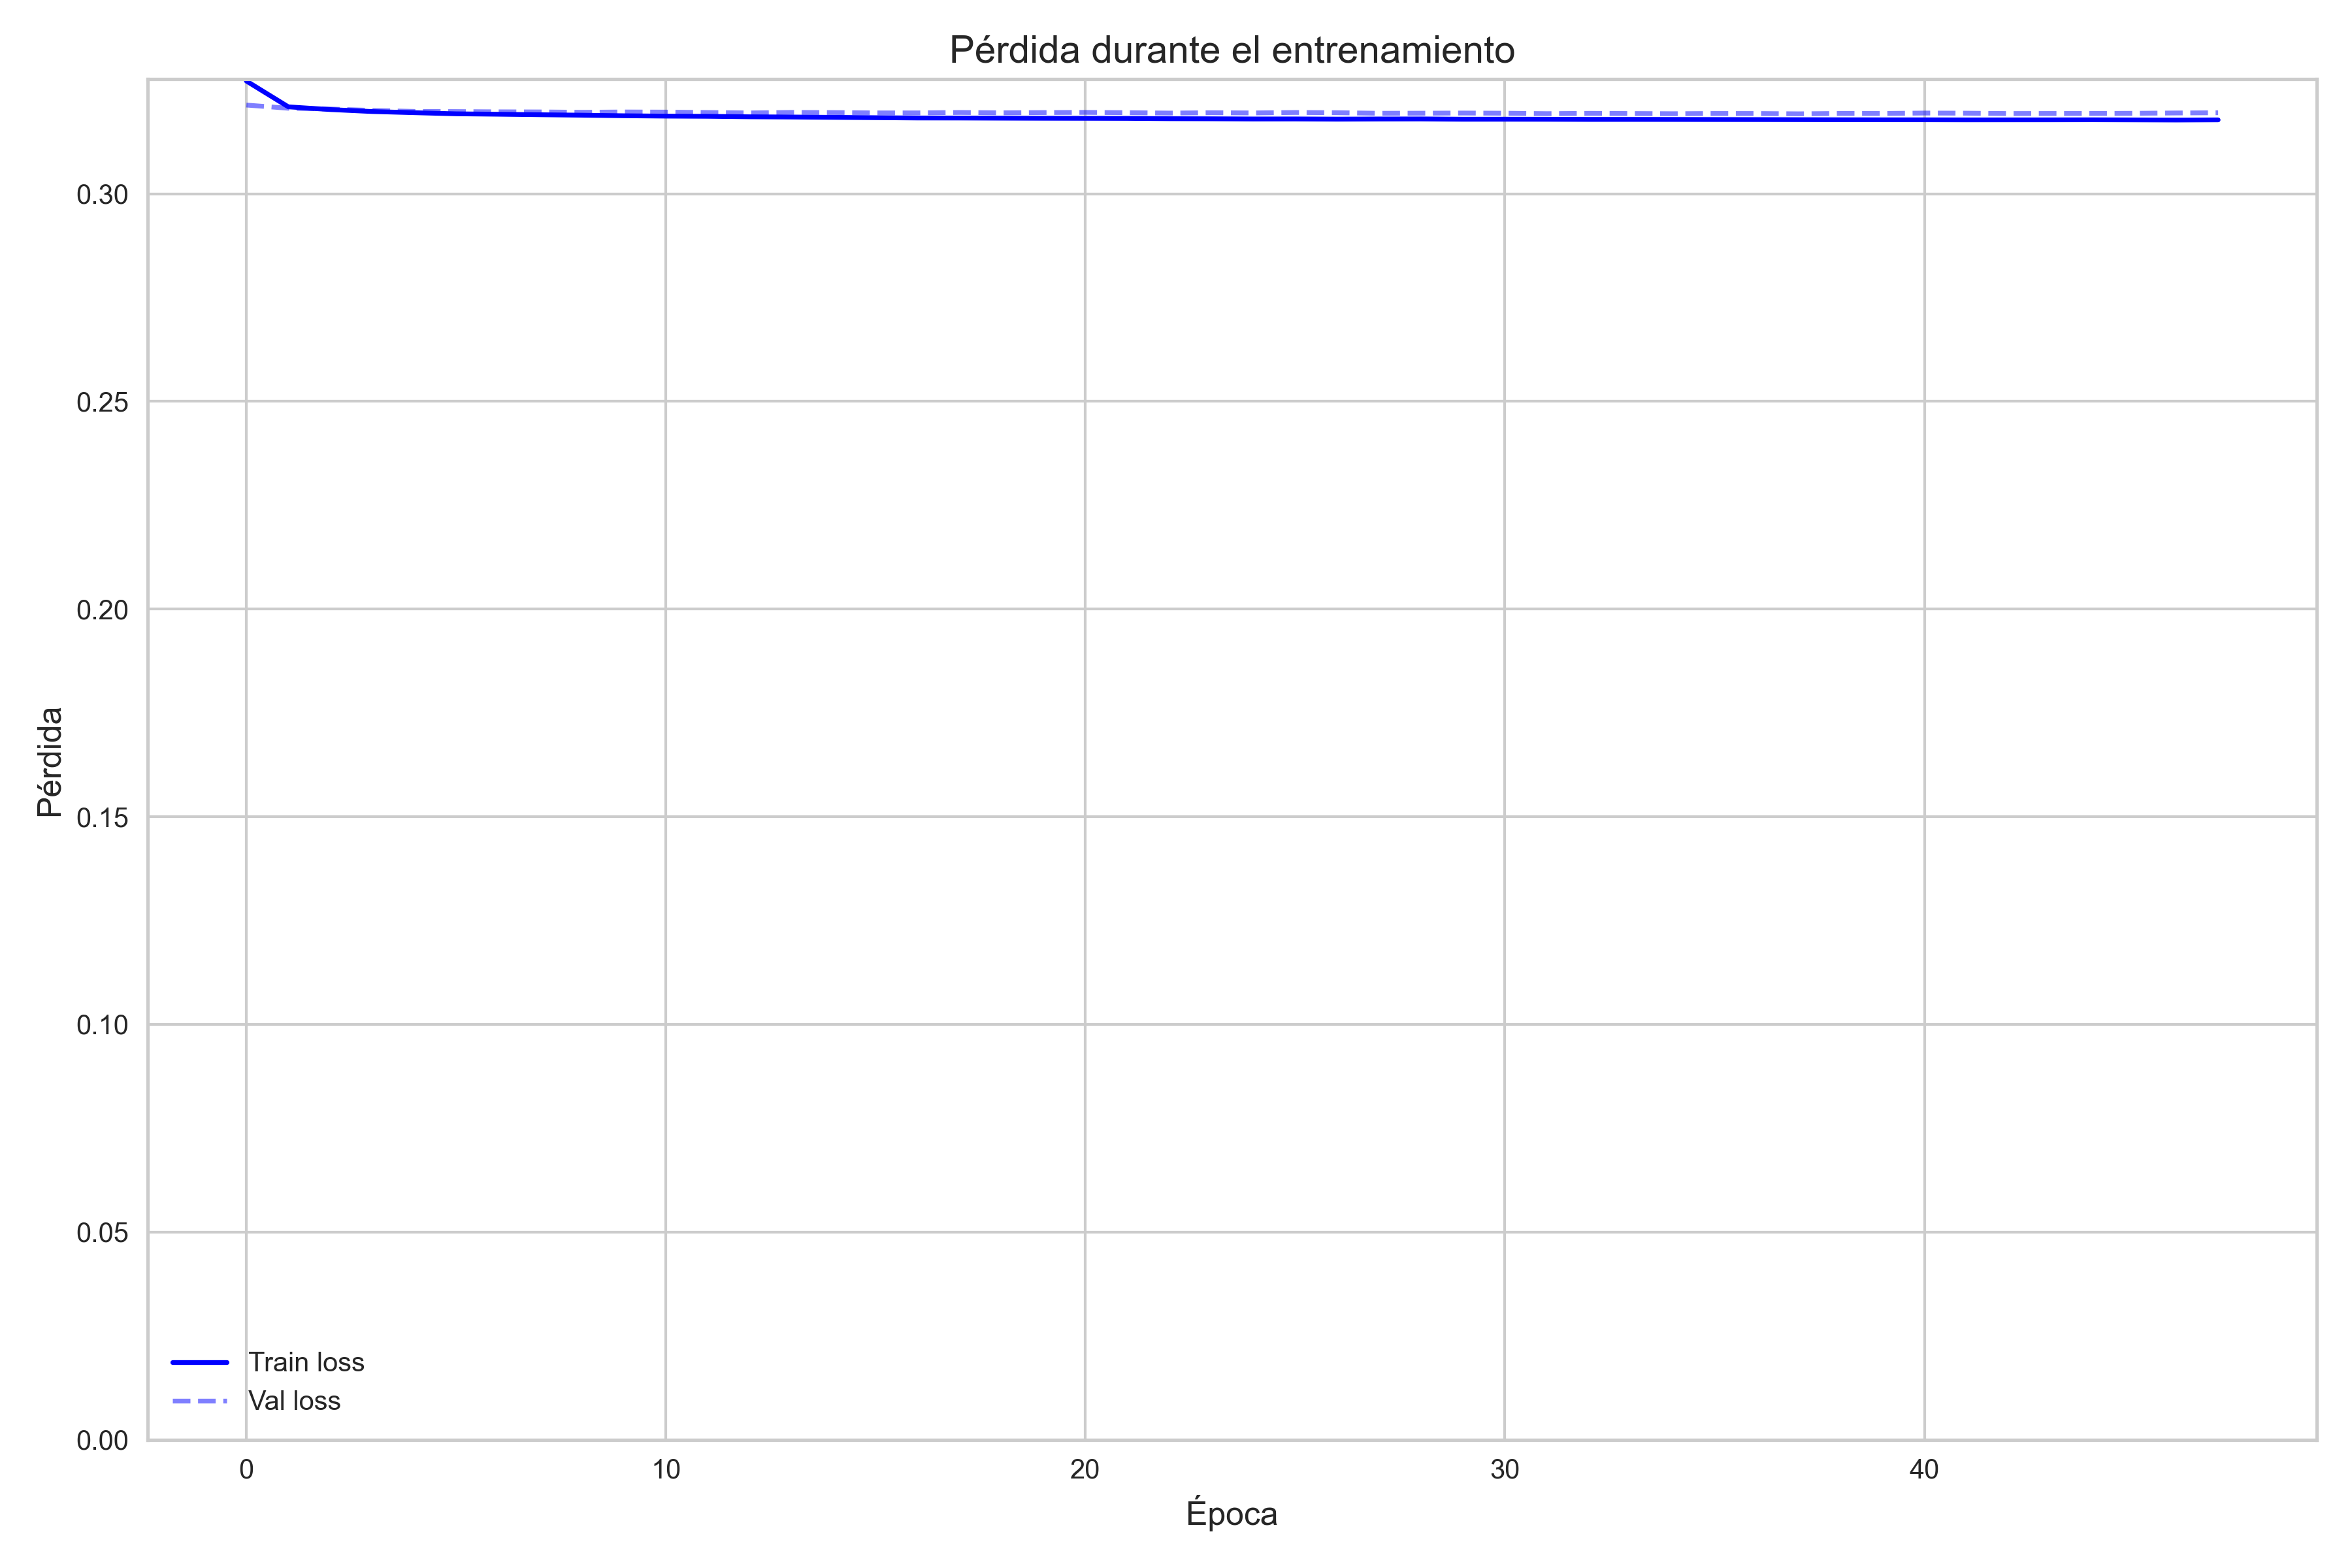 Pérdida durante el entrenamiento
0.30
0.25
0.20
0.15
0.10
0.05
0.00
Pérdida
Train loss
Val loss
0 10 20 30 40
Época